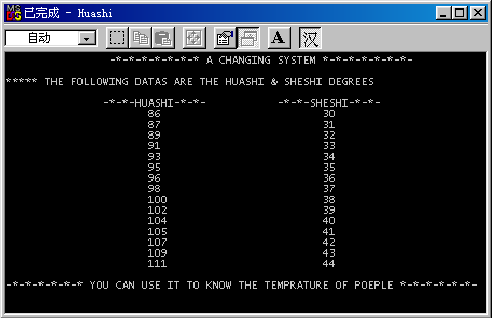 已完成 - Huashi
自动 A 汉
-*-*-*-*-*-* A CHANGING SYSTEM *-*-*-*-*-*-
***** THE FOLLOWING DATAS ARE THE HUASHI & SHESHI DEGREES
-*-*-HUASHI-*-*- -*-*-SHESHI-*-*-
86 30
87 31
89 32
91 33
93 34
95 35
96 36
98 37
100 38
102 39
104 40
105 41
107 42
109 43
111 44
-*-*-*-*-*-* YOU CAN USE IT TO KNOW THE TEMPRATURE OF POEPLE *-*-*-*-*-*-